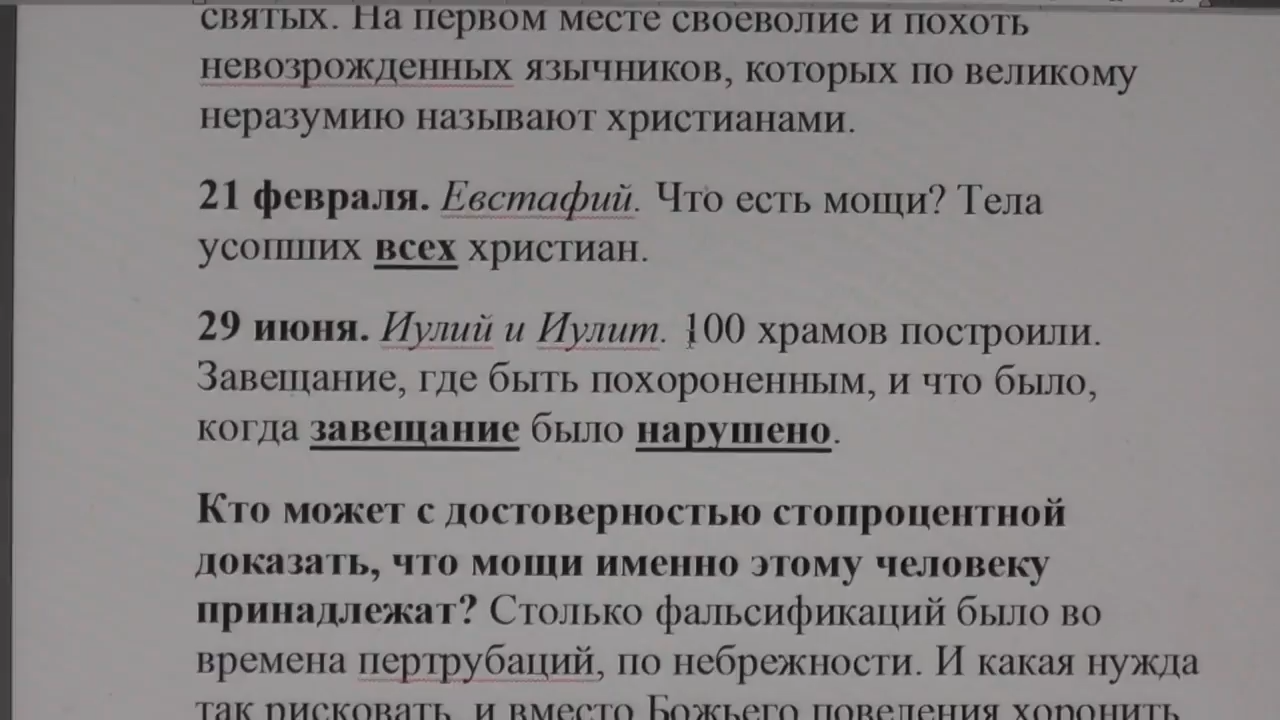 святых. На первом месте своеволие и похоть
невозрожденных язычников, которых по великому
неразумию называют христианами.
21 февраля. Евстафий. Что есть мощи? Тела
усопших всех христиан.
29 июня. Иулий и Иулит. 100 храмов построили.
Завещание, где быть похороненным, и что было,
когда завещание было нарушено.
Кто может с достоверностью стопроцентной
доказать, что мощи именно этому человеку
принадлежат? Столько фальсификаций было во
времена пертрубаций, по небрежности. И какая нужда
так рисковать, и вместо Божьего повеления хоронить